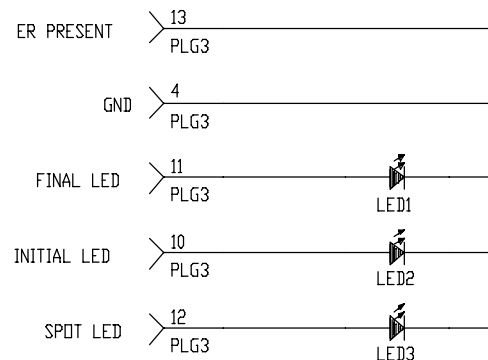 13
ER PRESENT
PLG3
4
GND
PLG3
11
FINAL LED
PLG3
LED1
10
INITIAL LED
PLG3
LED2
12
SPOT LED
PLG3
LED3